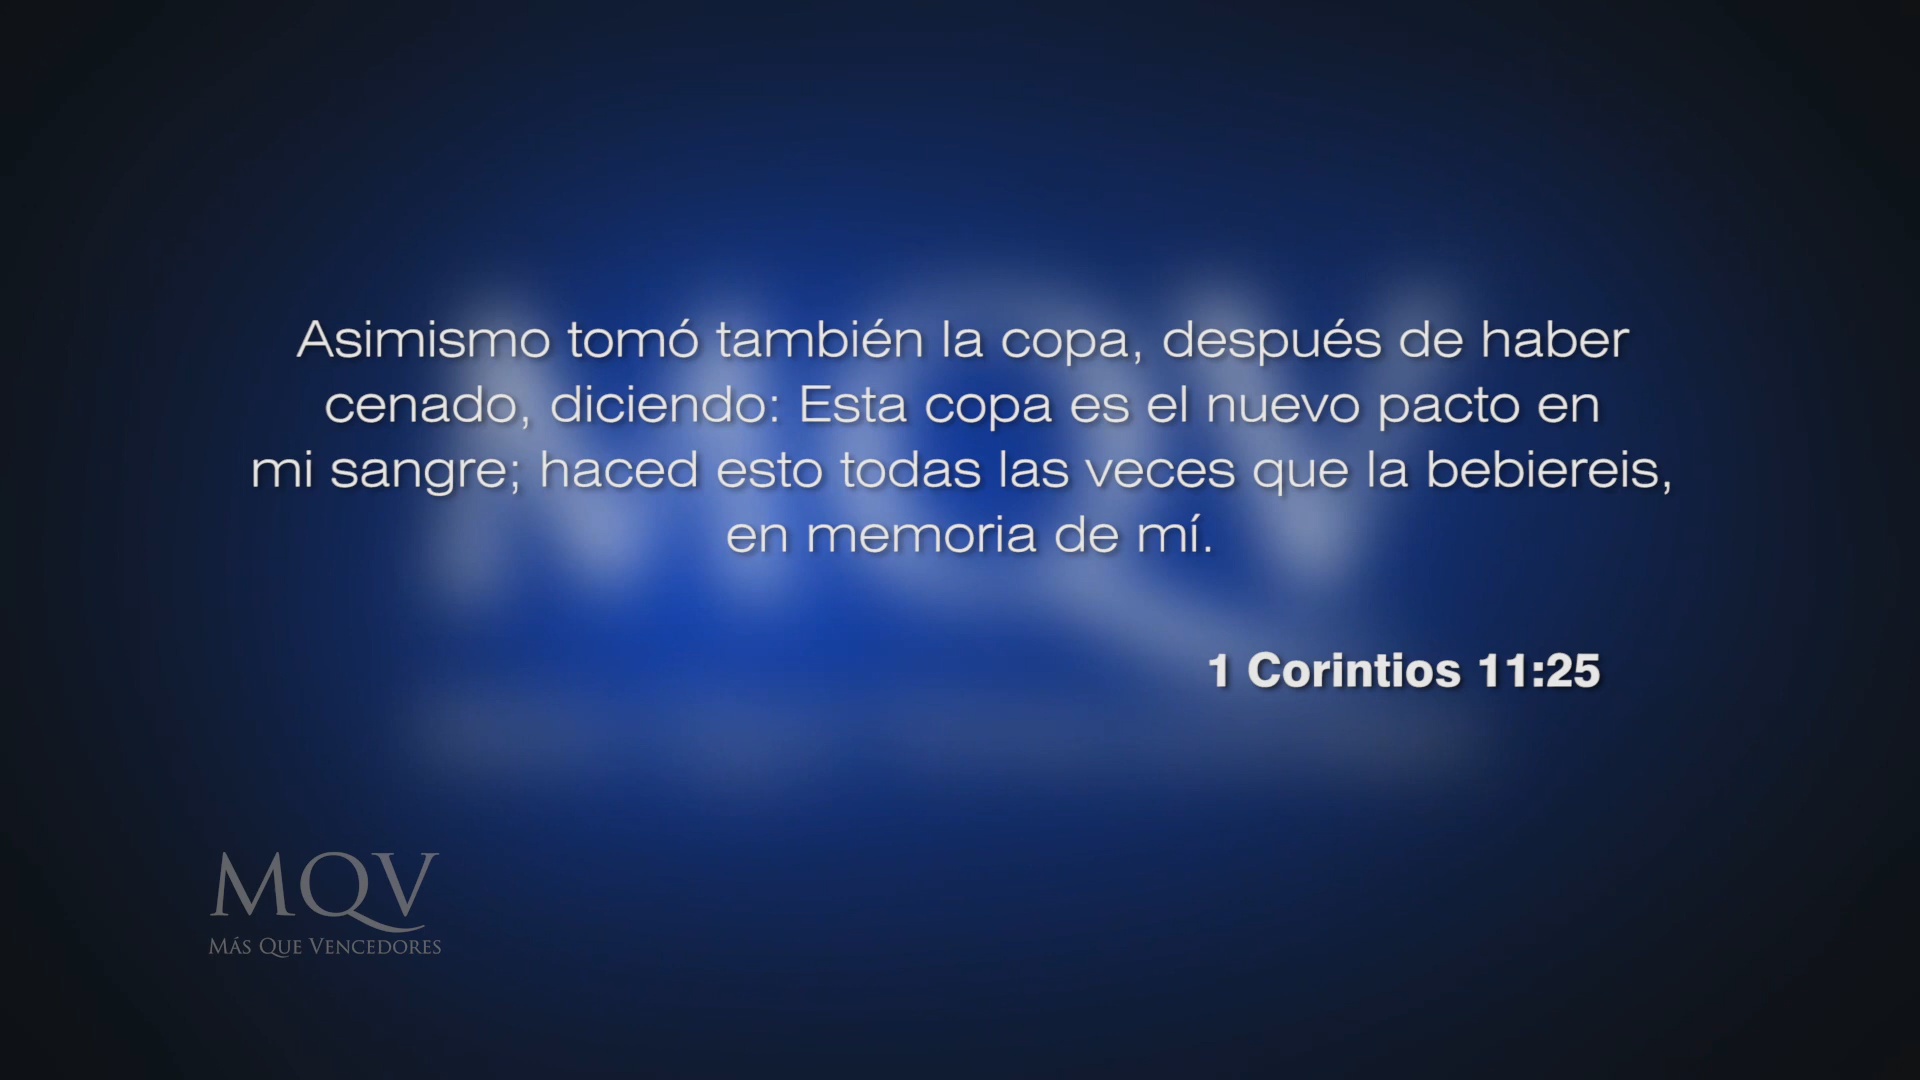 Asimismo tomó también la copa, después de haber
cenado, diciendo: Esta copa es el nuevo pacto en
mi sangre; haced esto todas las veces que la bebiereis,
en memoria de mí.
1 Corintios 11:25
MQV
MÁS QUE VENCEDORES